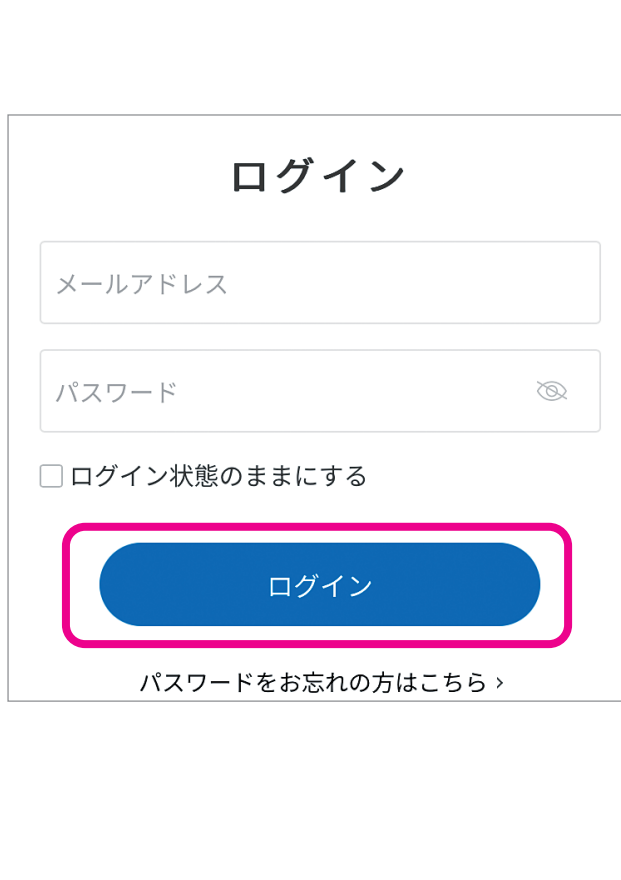 ログイン
メールアドレス
パスワード
ログイン状態のままにする
ログイン
パスワードをお忘れの方はこちら ›